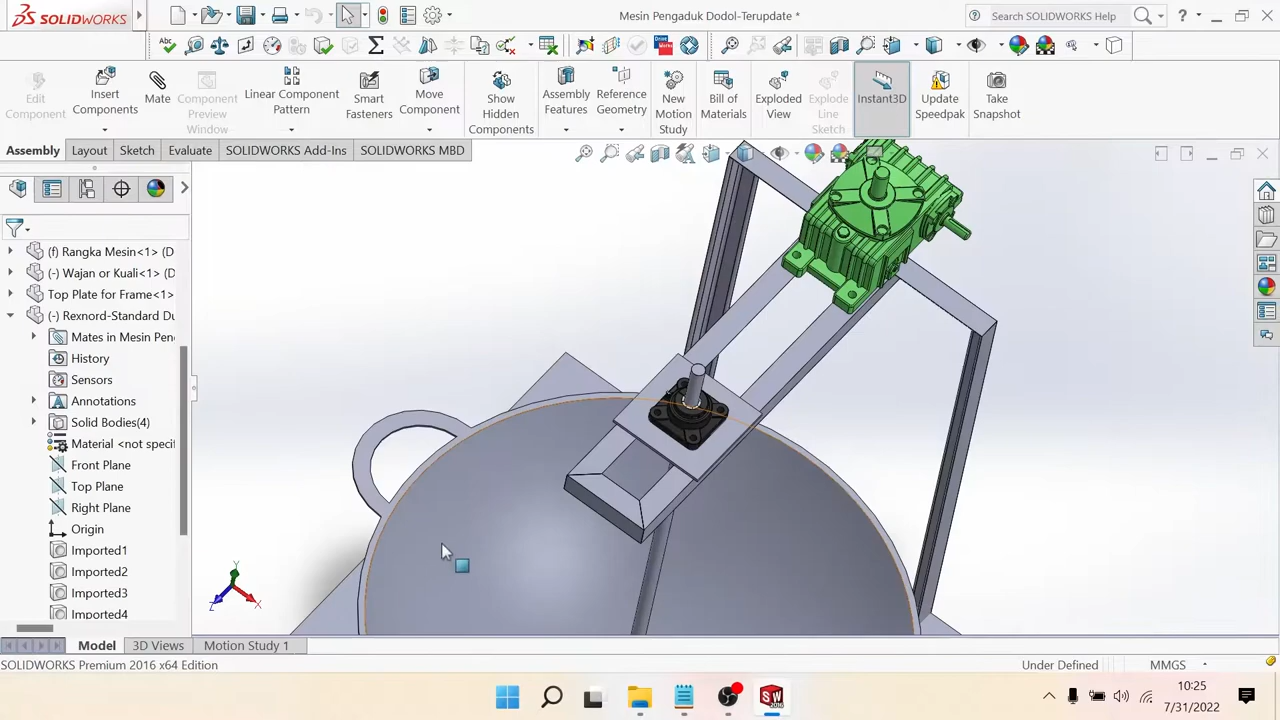 SOLIDWORKS
Mesin Pengaduk Dodol-Terupdate *
Search SOLIDWORKS Help
?
Edit Component
Insert Components
Mate
Component Preview Window
Linear Component Pattern
Smart Fasteners
Move Component
Show Hidden Components
Assembly Features
Reference Geometry
New Motion Study
Bill of Materials
Exploded View
Explode Line Sketch
Instant3D
Update Speedpak
Take Snapshot
Assembly Layout Sketch Evaluate SOLIDWORKS Add-Ins SOLIDWORKS MBD
(f) Rangka Mesin<1> (D
(-) Wajan or Kuali<1> (D
Top Plate for Frame<1>
(-) Rexnord-Standard Du
Mates in Mesin Pen
History
Sensors
Annotations
Solid Bodies(4)
Material <not specif
Front Plane
Top Plane
Right Plane
Origin
Imported1
Imported2
Imported3
Imported4
Y
Z
X
Model 3D Views Motion Study 1
SOLIDWORKS Premium 2016 x64 Edition
Under Defined
MMGS
SW
2016
10:25
7/31/2022